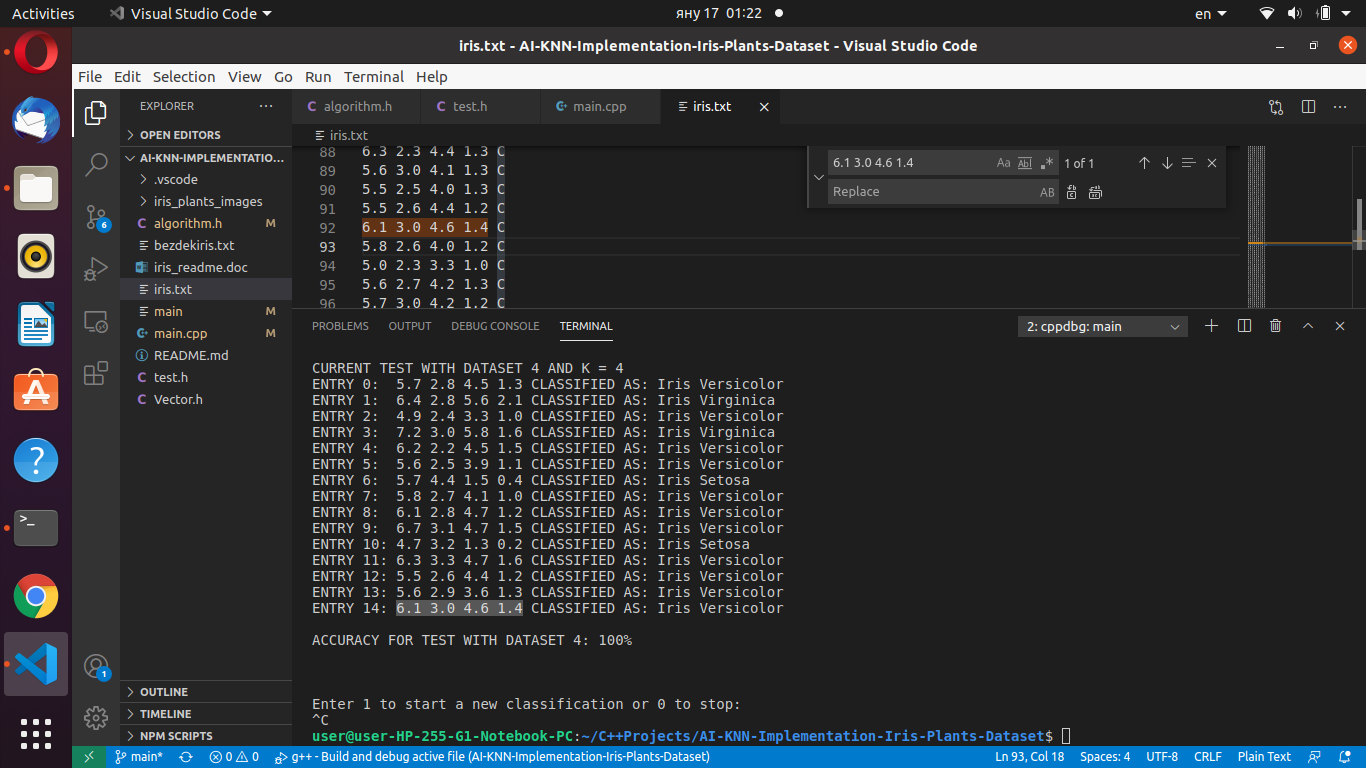 Activities Visual Studio Code яну 17 01:22 en
iris.txt - AI-KNN-Implementation-Iris-Plants-Dataset - Visual Studio Code
File Edit Selection View Go Run Terminal Help
EXPLORER
OPEN EDITORS
AI-KNN-IMPLEMENTATIO...
.vscode
iris_plants_images
algorithm.h M
bezdekiris.txt
iris_readme.doc
iris.txt
main M
main.cpp M
README.md
test.h
Vector.h
OUTLINE
TIMELINE
NPM SCRIPTS
6
1
algorithm.h test.h main.cpp iris.txt
iris.txt
88 6.3 2.3 4.4 1.3 C
89 5.6 3.0 4.1 1.3 C
90 5.5 2.5 4.0 1.3 C
91 5.5 2.6 4.4 1.2 C
92 6.1 3.0 4.6 1.4 C
93 5.8 2.6 4.0 1.2 C
94 5.0 2.3 3.3 1.0 C
95 5.6 2.7 4.2 1.3 C
96 5.7 3.0 4.2 1.2 C
6.1 3.0 4.6 1.4 Aa Abl .* 1 of 1
Replace AB
PROBLEMS OUTPUT DEBUG CONSOLE TERMINAL 2: cppdbg: main
CURRENT TEST WITH DATASET 4 AND K = 4
ENTRY 0: 5.7 2.8 4.5 1.3 CLASSIFIED AS: Iris Versicolor
ENTRY 1: 6.4 2.8 5.6 2.1 CLASSIFIED AS: Iris Virginica
ENTRY 2: 4.9 2.4 3.3 1.0 CLASSIFIED AS: Iris Versicolor
ENTRY 3: 7.2 3.0 5.8 1.6 CLASSIFIED AS: Iris Virginica
ENTRY 4: 6.2 2.2 4.5 1.5 CLASSIFIED AS: Iris Versicolor
ENTRY 5: 5.6 2.5 3.9 1.1 CLASSIFIED AS: Iris Versicolor
ENTRY 6: 5.7 4.4 1.5 0.4 CLASSIFIED AS: Iris Setosa
ENTRY 7: 5.8 2.7 4.1 1.0 CLASSIFIED AS: Iris Versicolor
ENTRY 8: 6.1 2.8 4.7 1.2 CLASSIFIED AS: Iris Versicolor
ENTRY 9: 6.7 3.1 4.7 1.5 CLASSIFIED AS: Iris Versicolor
ENTRY 10: 4.7 3.2 1.3 0.2 CLASSIFIED AS: Iris Setosa
ENTRY 11: 6.3 3.3 4.7 1.6 CLASSIFIED AS: Iris Versicolor
ENTRY 12: 5.5 2.6 4.4 1.2 CLASSIFIED AS: Iris Versicolor
ENTRY 13: 5.6 2.9 3.6 1.3 CLASSIFIED AS: Iris Versicolor
ENTRY 14: 6.1 3.0 4.6 1.4 CLASSIFIED AS: Iris Versicolor
ACCURACY FOR TEST WITH DATASET 4: 100%
Enter 1 to start a new classification or 0 to stop:
^C
user@user-HP-255-G1-Notebook-PC:~/C++Projects/AI-KNN-Implementation-Iris-Plants-Dataset$
main* 0 0 g++ - Build and debug active file (AI-KNN-Implementation-Iris-Plants-Dataset) Ln 93, Col 18 Spaces: 4 UTF-8 CRLF Plain Text